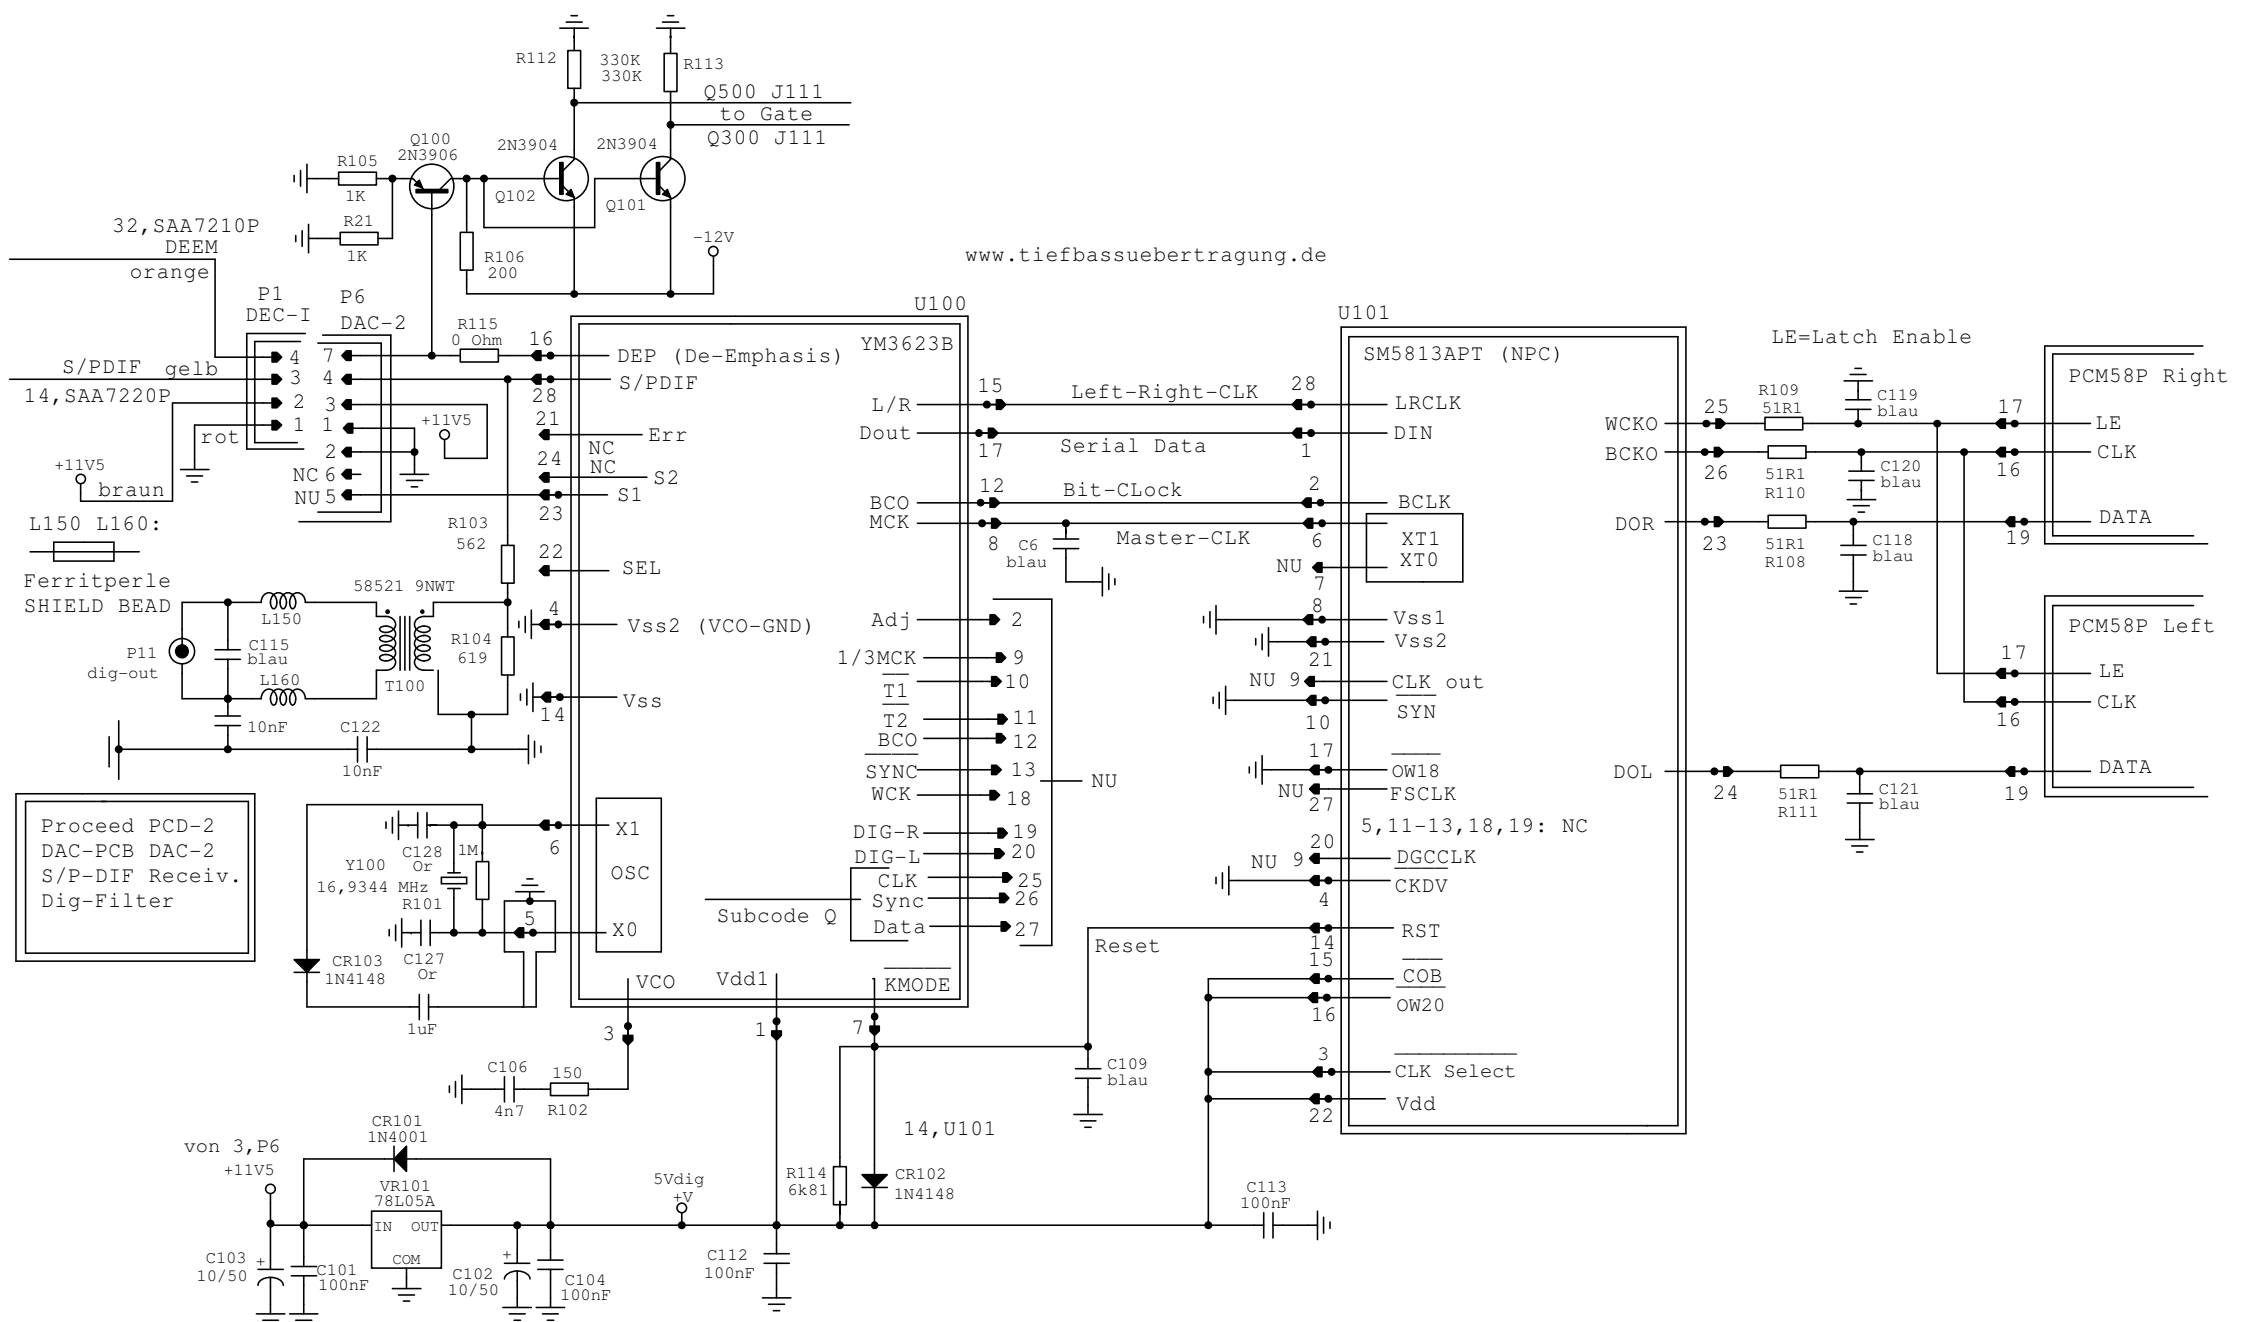 R112
330K
330K
R113
Q500 J111
to Gate
Q300 J111
Q100
2N3906
2N3904
2N3904
R105
1K
Q102
Q101
R21
1K
32,SAA7210P
DEEM
orange
R106
200
-12V
www.tiefbassuebertragung.de
P1
DEC-I
P6
DAC-2
R115
0 Ohm
U100
YM3623B
U101
SM5813APT (NPC)
LE=Latch Enable
PCM58P Right
4
7
16
DEP (De-Emphasis)
S/PDIF gelb
3
4
28
S/PDIF
14,SAA7220P
2
3
+11V5
21
Err
NC
rot
1
1
2
24
NC
S2
+11V5
braun
NC 6
NU 5
23
S1
L/R
15
Left-Right-CLK
28
LRCLK
Dout
17
Serial Data
1
DIN
BCO
12
Bit-CLock
2
BCLK
MCK
8
C6
blau
Master-CLK
6
XT1
XT0
NU
7
WCKO
25
R109
51R1
C119
blau
17
LE
BCKO
26
51R1
R110
C120
blau
16
CLK
DOR
23
51R1
R108
C118
blau
19
DATA
L150 L160:
Ferritperle
SHIELD BEAD
R103
562
22
SEL
58521 9NWT
L150
P11
dig-out
C115
blau
L160
T100
R104
619
4
Vss2 (VCO-GND)
14
Vss
10nF
C122
10nF
Adj
2
1/3MCK
9
T1
10
T2
11
BCO
12
SYNC
13
WCK
18
NU
DIG-R
19
DIG-L
20
CLK
25
Sync
26
Data
27
Subcode Q
8
Vss1
Vss2
21
NU 9
CLK out
10
SYN
17
OW18
NU
27
FSCLK
5,11-13,18,19: NC
20
NU 9
DGCCLK
4
CKDV
PCM58P Left
17
LE
16
CLK
DOL
24
51R1
R111
C121
blau
19
DATA
Proceed PCD-2
DAC-PCB DAC-2
S/P-DIF Receiv.
Dig-Filter
C128
Or
1M
Y100
16,9344 MHz
R101
6
X1
OSC
X0
5
C127
Or
CR103
1N4148
1uF
VCO
3
Vdd1
1
KMODE
7
Reset
14
RST
15
COB
16
OW20
3
CLK Select
22
Vdd
C106
4n7
150
R102
C109
blau
14,U101
von 3,P6
+11V5
CR101
1N4001
VR101
78L05A
IN OUT
COM
5Vdig
+V
R114
6k81
CR102
1N4148
C113
100nF
C103
10/50
+
C101
100nF
C102
10/50
+
C104
100nF
C112
100nF